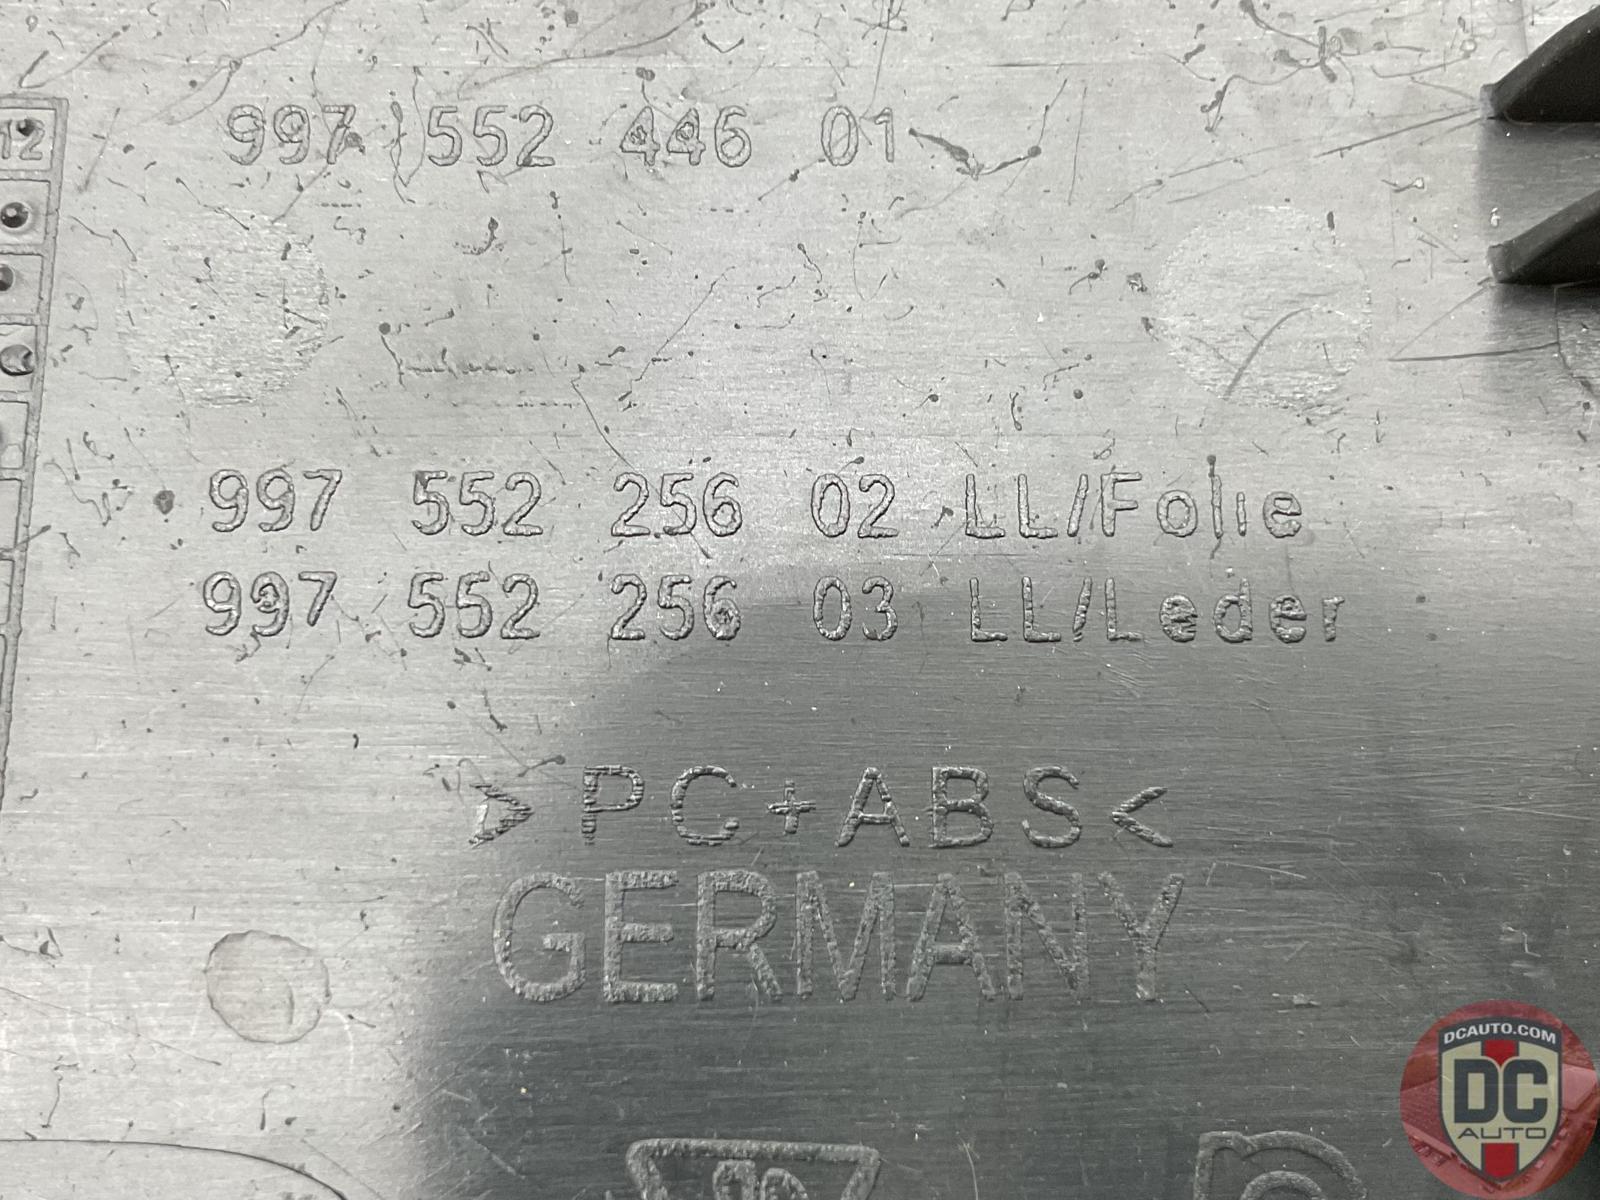 997 552 446 01
12
997 552 256 02 LL/Folie
997 552 256 03 LL/Leder
>PC+ABS<
GERMANY
DCAUTO.COM
DC
AUTO